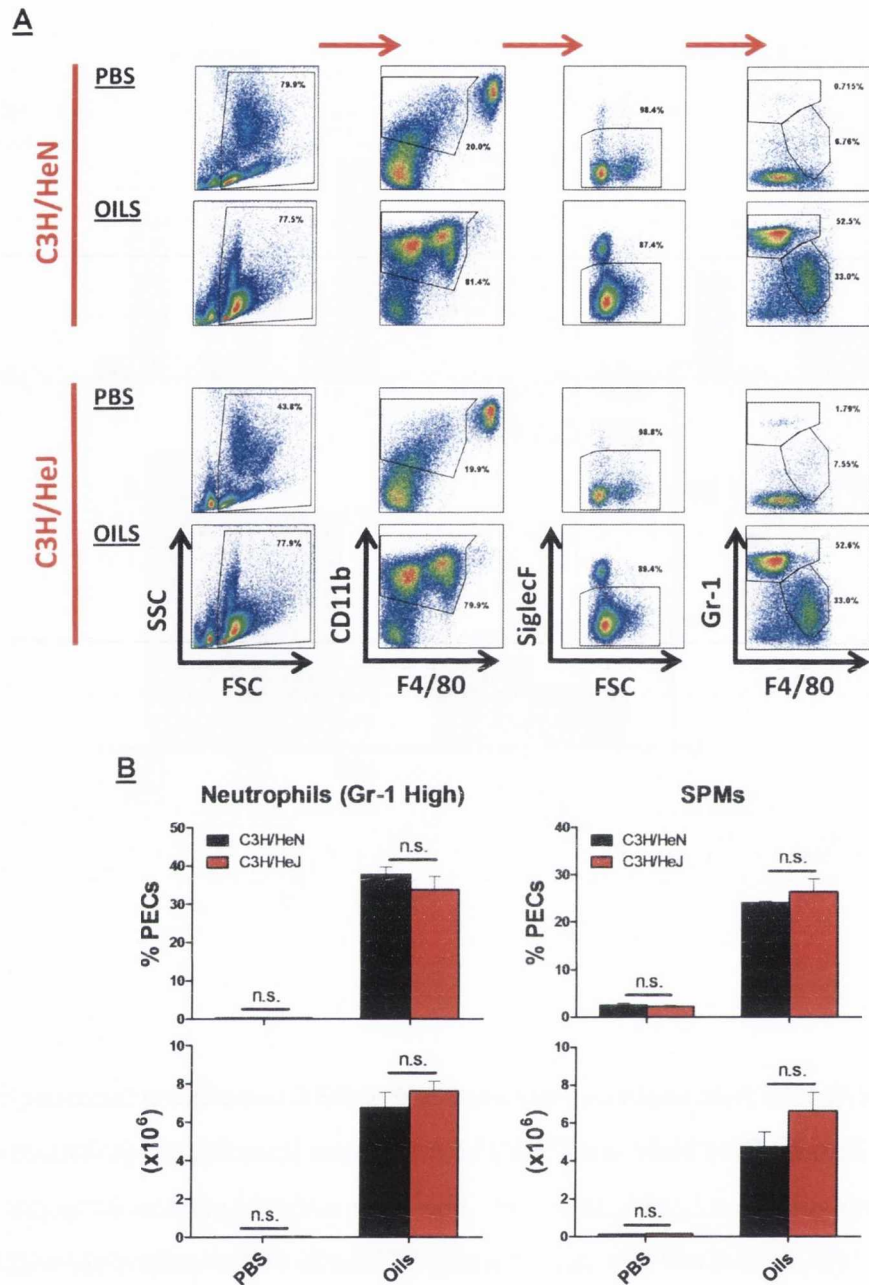 A
C3H/HeN
PBS
79.9%
20.0%
98.4%
0.715%
6.76%
OILS
77.5%
81.4%
87.4%
52.5%
33.0%
C3H/HeJ
PBS
43.8%
19.9%
98.8%
1.79%
7.55%
OILS
77.9%
79.9%
89.4%
52.6%
33.0%
SSC
FSC
CD11b
F4/80
SiglecF
FSC
Gr-1
F4/80
B
Neutrophils (Gr-1 High)
% PECs
50
40
30
20
10
0
C3H/HeN
C3H/HeJ
n.s.
n.s.
SPMs
% PECs
40
30
20
10
0
C3H/HeN
C3H/HeJ
n.s.
n.s.
(x10⁶)
10
8
6
4
2
0
n.s.
n.s.
PBS
Oils
(x10⁶)
10
8
6
4
2
0
n.s.
n.s.
PBS
Oils